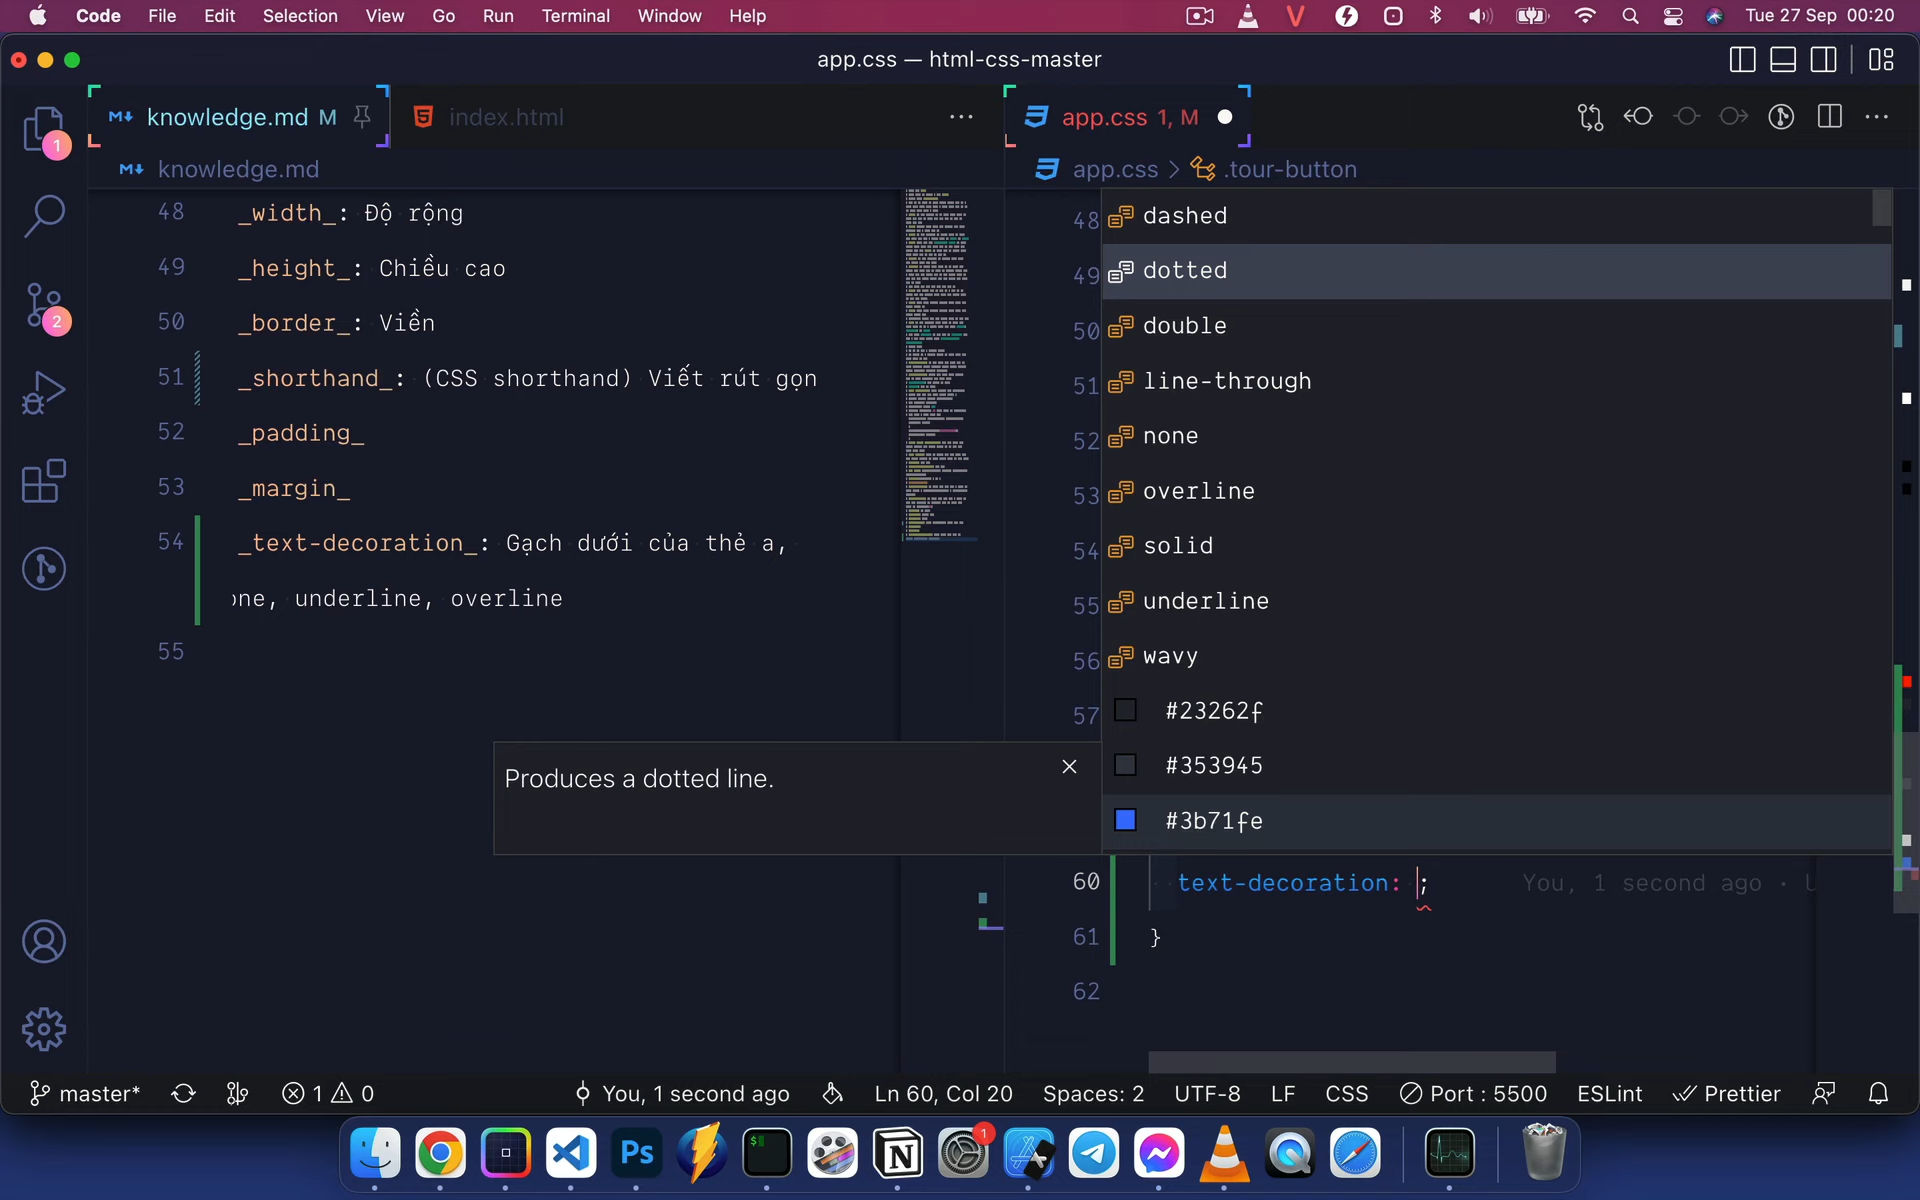 Code File Edit Selection View Go Run Terminal Window Help Tue 27 Sep 00:20
app.css — html-css-master
1
2
knowledge.md M
index.html
knowledge.md
48 _width_: Độ rộng
49 _height_: Chiều cao
50 _border_: Viền
51 _shorthand_: (CSS shorthand) Viết rút gọn
52 _padding_
53 _margin_
54 _text-decoration_: Gạch dưới của thẻ a,
one, underline, overline
55
app.css 1, M
app.css > .tour-button
48
49
50
51
52
53
54
55
56
57
dashed
dotted
double
line-through
none
overline
solid
underline
wavy
#23262f
#353945
#3b71fe
Produces a dotted line.
60 text-decoration: ; You, 1 second ago •
61 }
62
master* 1 0 You, 1 second ago Ln 60, Col 20 Spaces: 2 UTF-8 LF CSS Port : 5500 ESLint Prettier
Ps
$
N
1